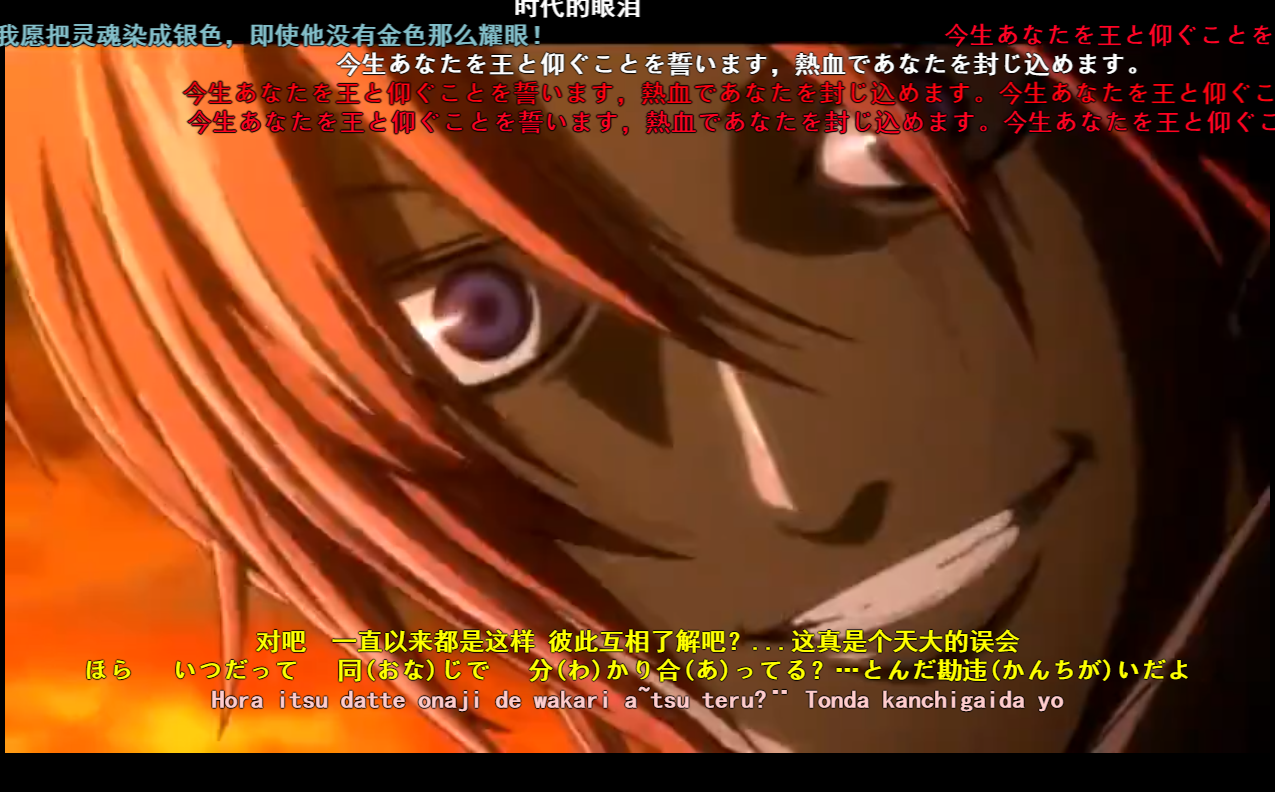 时代的眼泪
我愿把灵魂染成银色，即使他没有金色那么耀眼！
今生あなたを王と仰ぐことを
今生あなたを王と仰ぐことを誓います，熱血であなたを封じ込めます。
今生あなたを王と仰ぐことを誓います，熱血であなたを封じ込めます。今生あなたを王と仰ぐこ
今生あなたを王と仰ぐことを誓います，熱血であなたを封じ込めます。今生あなたを王と仰ぐこ
对吧　一直以来都是这样 彼此互相了解吧？...这真是个天大的误会
ほら　いつだって　同(おな)じで　分(わ)かり合(あ)ってる？…とんだ勘违(かんちが)いだよ
Hora itsu datte onaji de wakari a~tsu teru?¨ Tonda kanchigaida yo